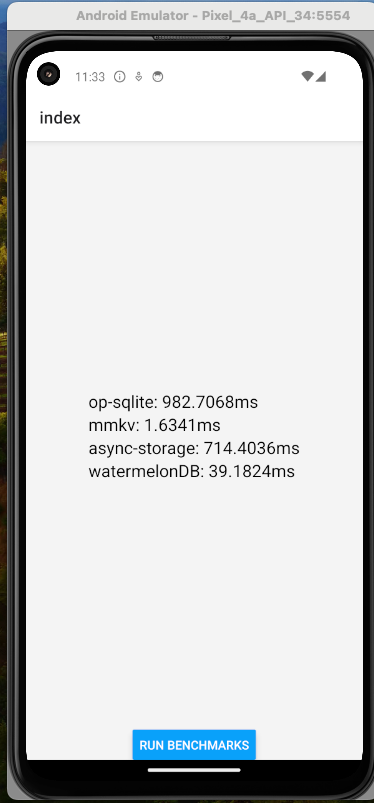 Android Emulator - Pixel_4a_API_34:5554
11:33
index
op-sqlite: 982.7068ms
mmkv: 1.6341ms
async-storage: 714.4036ms
watermelonDB: 39.1824ms
RUN BENCHMARKS